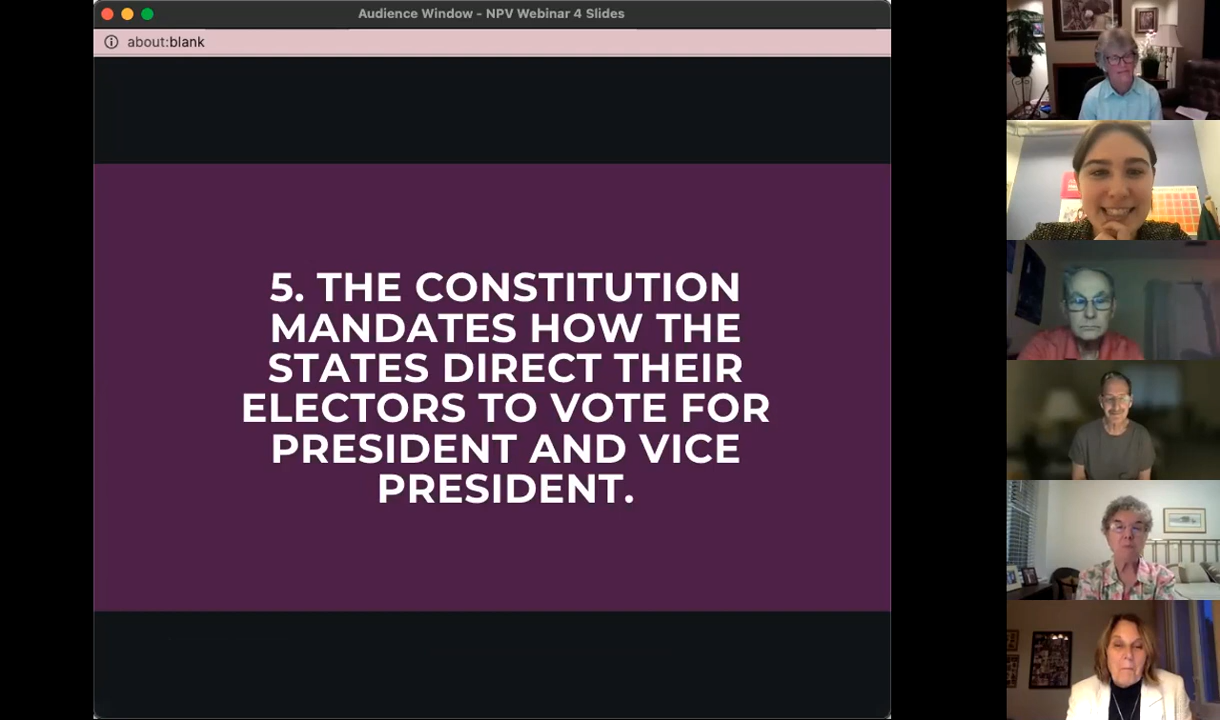 Audience Window - NPV Webinar 4 Slides
about:blank
5. THE CONSTITUTION
MANDATES HOW THE
STATES DIRECT THEIR
ELECTORS TO VOTE FOR
PRESIDENT AND VICE
PRESIDENT.